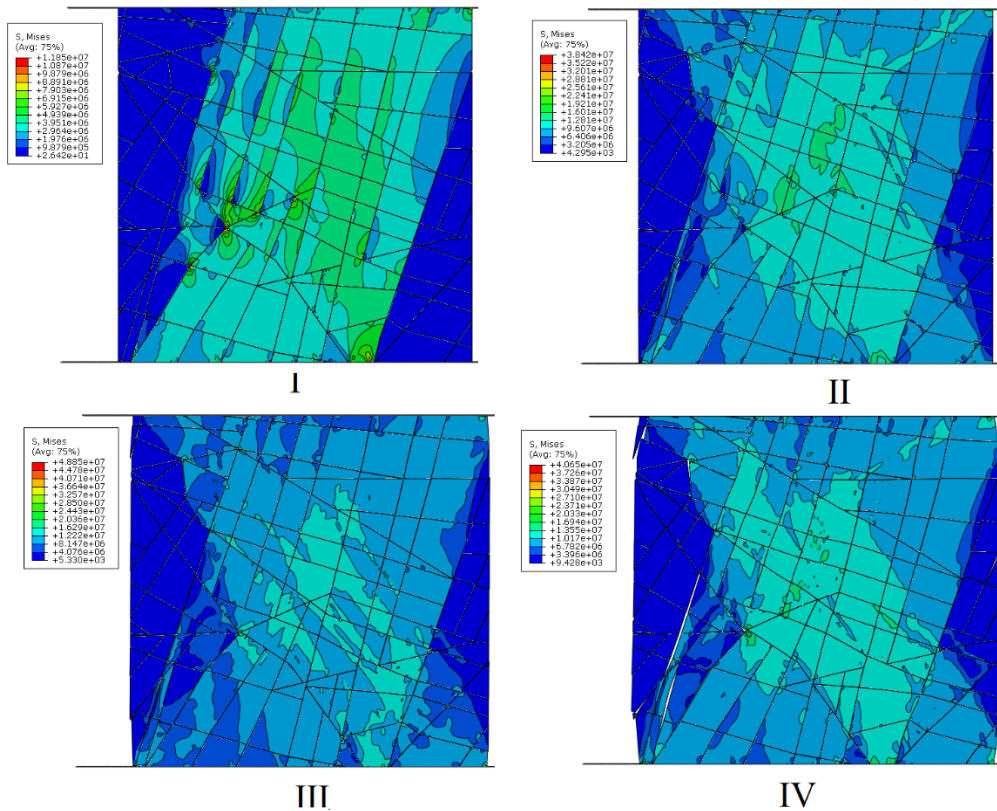 S, Mises
(Avg: 75%)
+1.185e+07
+1.087e+07
+9.879e+06
+8.891e+06
+7.903e+06
+6.915e+06
+5.927e+06
+4.939e+06
+3.951e+06
+2.964e+06
+1.976e+06
+9.879e+05
+2.642e+01
I
S, Mises
(Avg: 75%)
+3.842e+07
+3.522e+07
+3.201e+07
+2.881e+07
+2.561e+07
+2.241e+07
+1.921e+07
+1.601e+07
+1.281e+07
+9.607e+06
+6.406e+06
+3.205e+06
+4.295e+03
II
S, Mises
(Avg: 75%)
+4.885e+07
+4.478e+07
+4.071e+07
+3.664e+07
+3.257e+07
+2.850e+07
+2.443e+07
+2.036e+07
+1.629e+07
+1.222e+07
+8.147e+06
+4.076e+06
+5.330e+03
III
S, Mises
(Avg: 75%)
+4.065e+07
+3.726e+07
+3.387e+07
+3.049e+07
+2.710e+07
+2.371e+07
+2.033e+07
+1.694e+07
+1.355e+07
+1.017e+07
+6.782e+06
+3.396e+06
+9.428e+03
IV